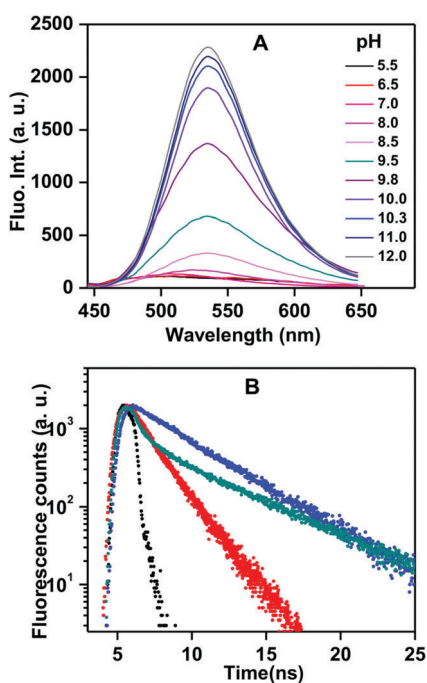 A
pH
5.5
6.5
7.0
8.0
8.5
9.5
9.8
10.0
10.3
11.0
12.0
2500
2000
1500
1000
500
0
Fluo. Int. (a. u.)
450 500 550 600 650
Wavelength (nm)
B
10³
10²
10¹
Fluorescence counts (a. u.)
5 10 15 20 25
Time(ns)